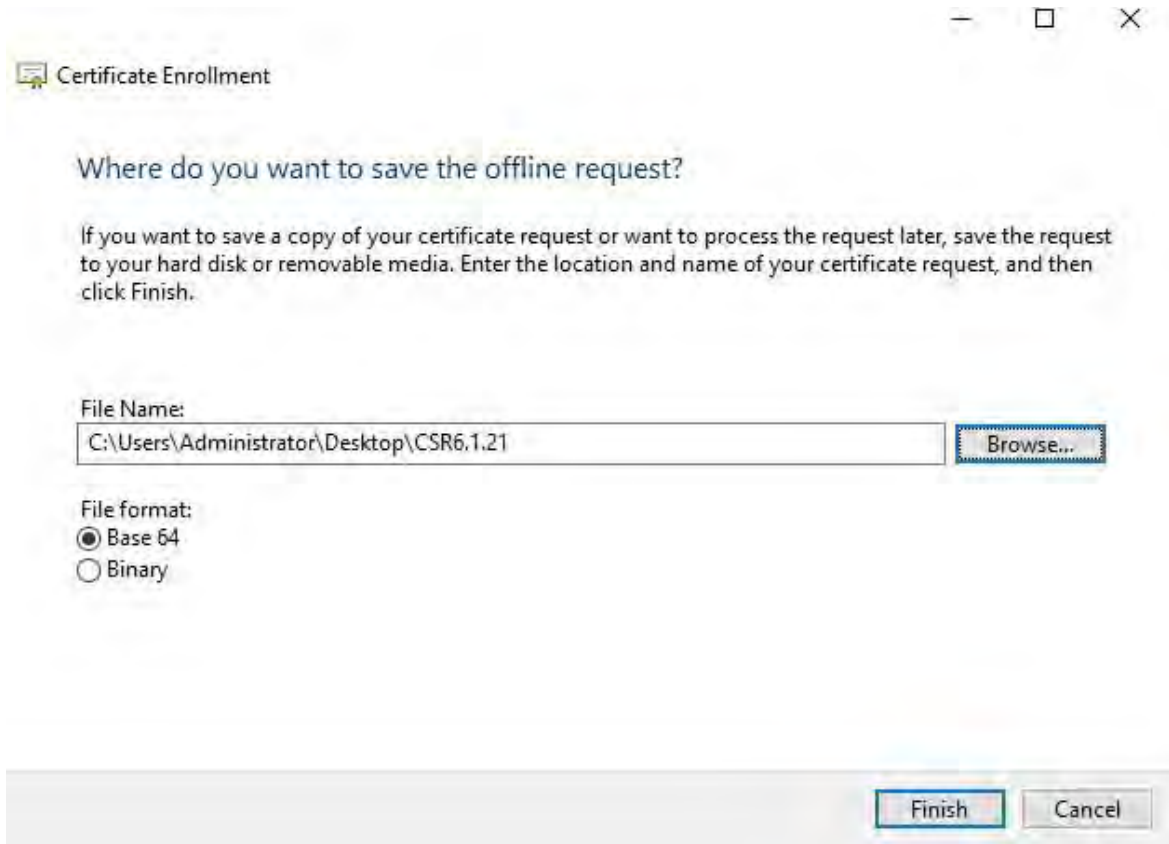 Certificate Enrollment
Where do you want to save the offline request?
If you want to save a copy of your certificate request or want to process the request later, save the request
to your hard disk or removable media. Enter the location and name of your certificate request, and then
click Finish.
File Name:
C:\Users\Administrator\Desktop\CSR6.1.21
Browse...
File format:
Base 64
Binary
Finish
Cancel